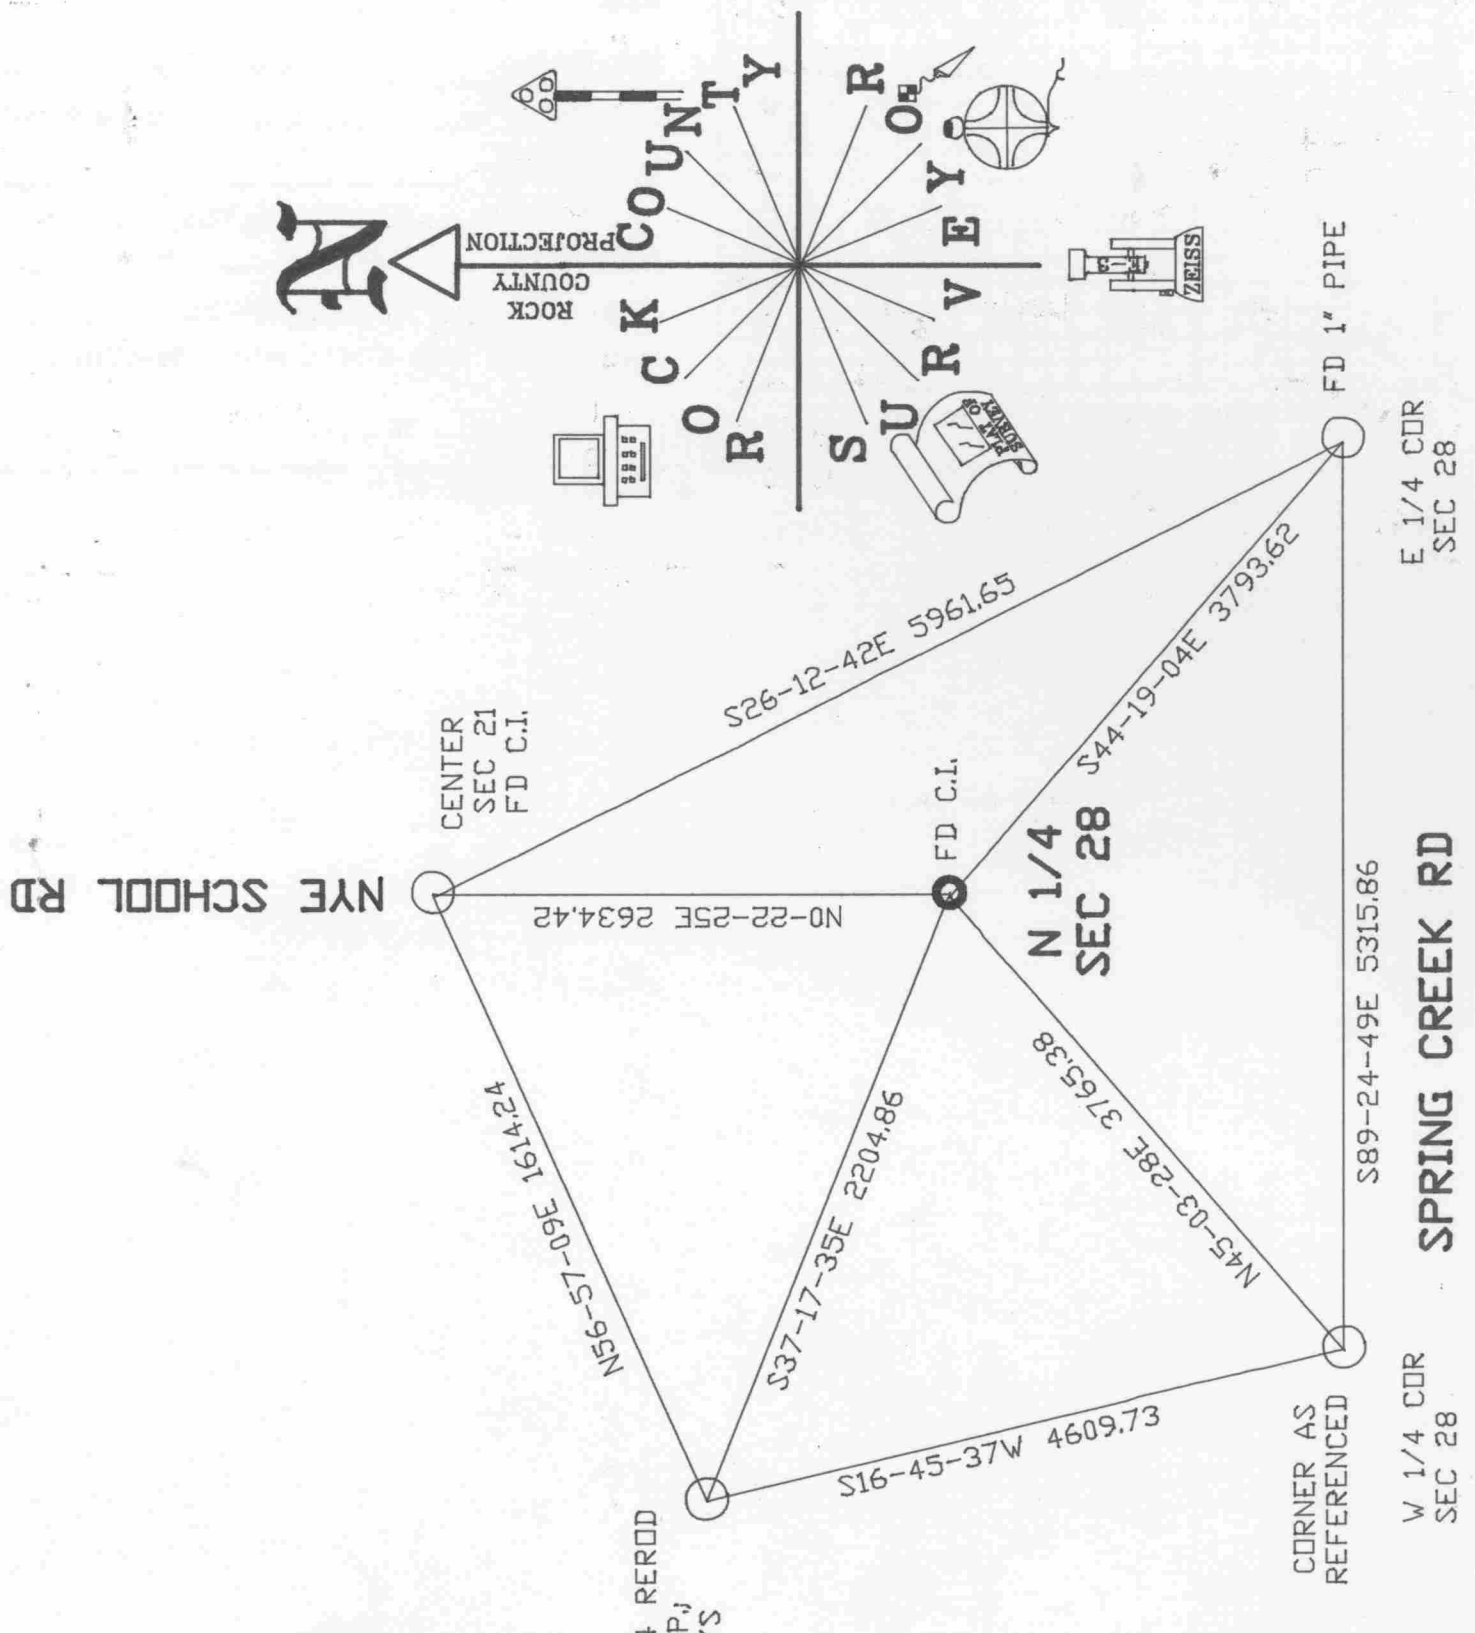 NYE SCHOOL RD
N
ROCK
COUNTY
PROJECTION
ROCK COUNTY
SURVEYOR
PLAT OF
SURVEY
ZEISS
CENTER
SEC 21
FD C.I.
N56-57-09E 1614.24
N0-22-25E 2634.42
S26-12-42E 5961.65
REROD
S37-17-35E 2204.86
FD C.I.
N 1/4
SEC 28
S44-19-04E 3793.62
N45-03-28E 3765.38
S16-45-37W 4609.73
S89-24-49E 5315.86
FD 1" PIPE
E 1/4 COR
SEC 28
CORNER AS
REFERENCED
W 1/4 COR
SEC 28
SPRING CREEK RD